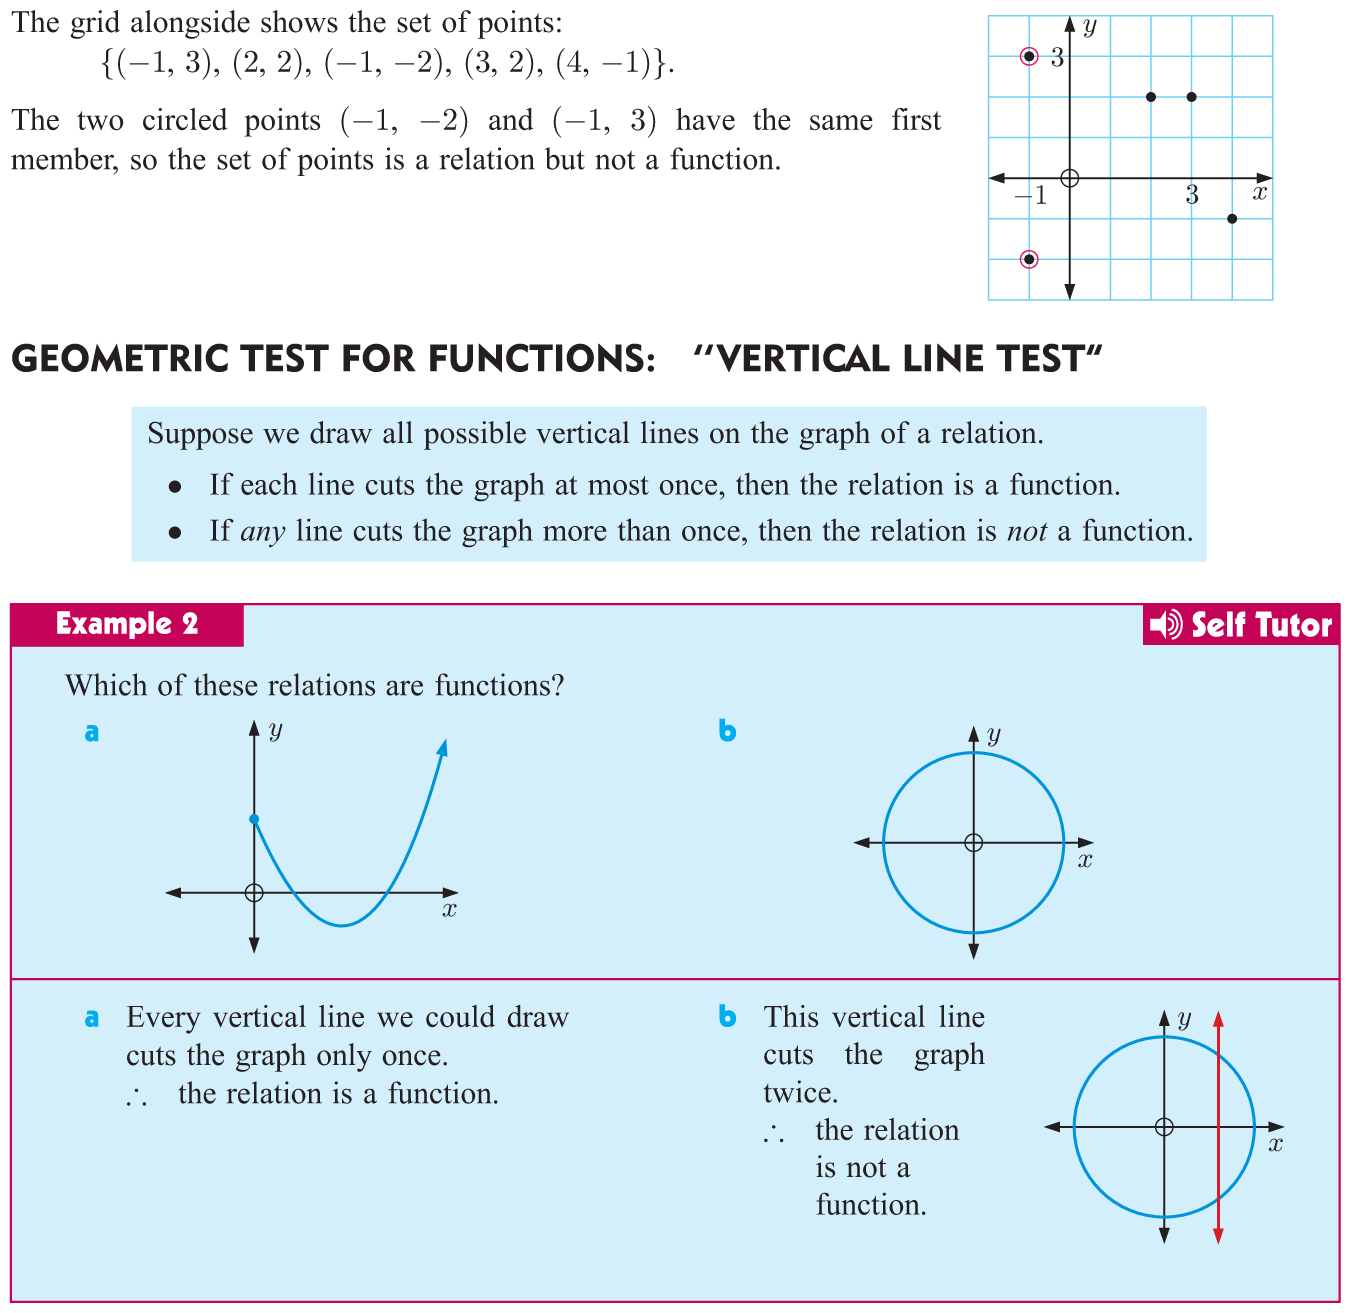 The grid alongside shows the set of points:
{(−1, 3), (2, 2), (−1, −2), (3, 2), (4, −1)}.
The two circled points (−1, −2) and (−1, 3) have the same first
member, so the set of points is a relation but not a function.
y
3
−1
3
x
GEOMETRIC TEST FOR FUNCTIONS: ‘‘VERTICAL LINE TEST“
Suppose we draw all possible vertical lines on the graph of a relation.
• If each line cuts the graph at most once, then the relation is a function.
• If any line cuts the graph more than once, then the relation is not a function.
Example 2
Self Tutor
Which of these relations are functions?
a
y
x
b
y
x
a Every vertical line we could draw
cuts the graph only once.
∴ the relation is a function.
b This vertical line
cuts the graph
twice.
∴ the relation
is not a
function.
y
x